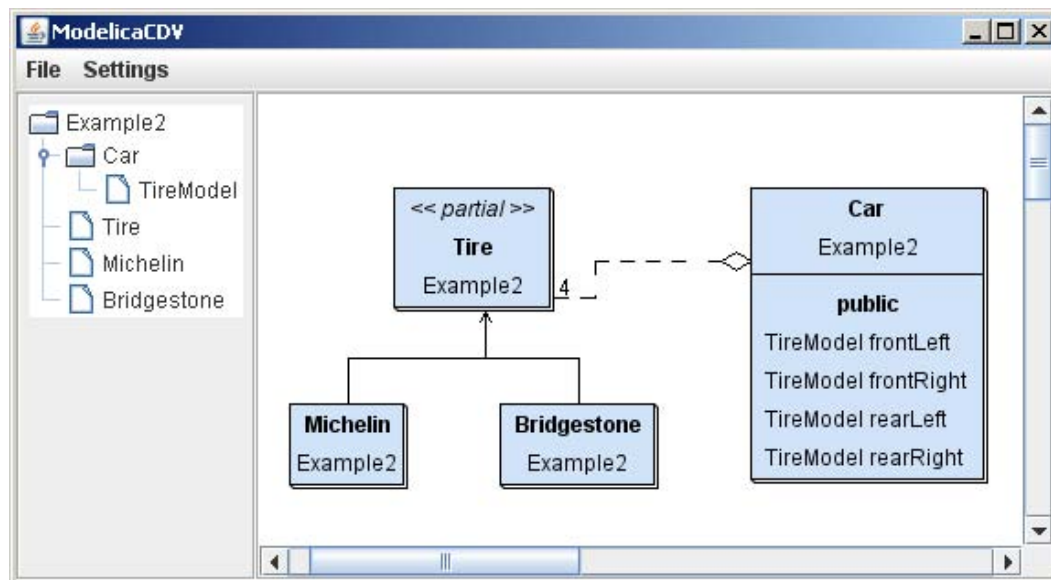 ModelicaCDV
File Settings
Example2
Car
TireModel
Tire
Michelin
Bridgestone
<< partial >>
Tire
Example2
4
Car
Example2
public
TireModel frontLeft
TireModel frontRight
TireModel rearLeft
TireModel rearRight
Michelin
Example2
Bridgestone
Example2